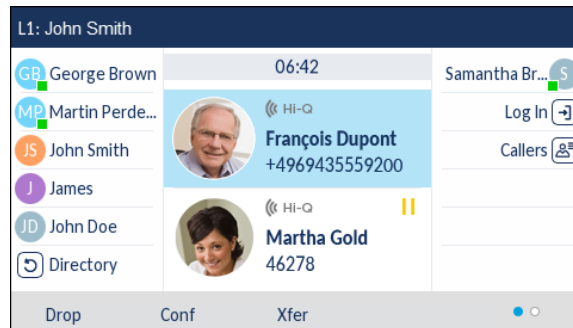 L1: John Smith
GB George Brown
MP Martin Perde...
JS John Smith
J James
JD John Doe
Directory
06:42
Hi-Q
François Dupont
+4969435559200
Hi-Q
Martha Gold
46278
Samantha Br... S
Log In
Callers
Drop Conf Xfer